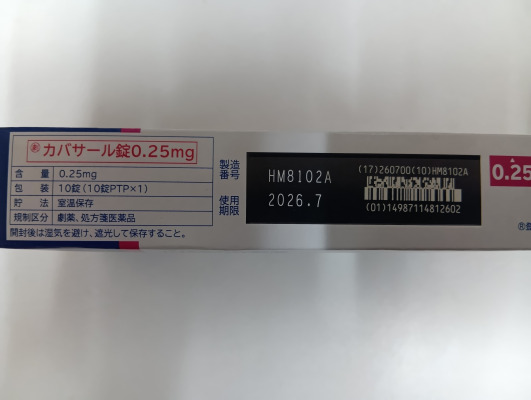 劇 カバサール錠0.25mg
含 量 0.25mg
包 装 10錠(10錠PTP×1)
貯 法 室温保存
規制区分 劇薬、処方箋医薬品
開封後は湿気を避け、遮光して保存すること。
製造番号 HM8102A
使用期限 2026.7
(17)260700(10)HM8102A
(01)14987114812602
0.25
®